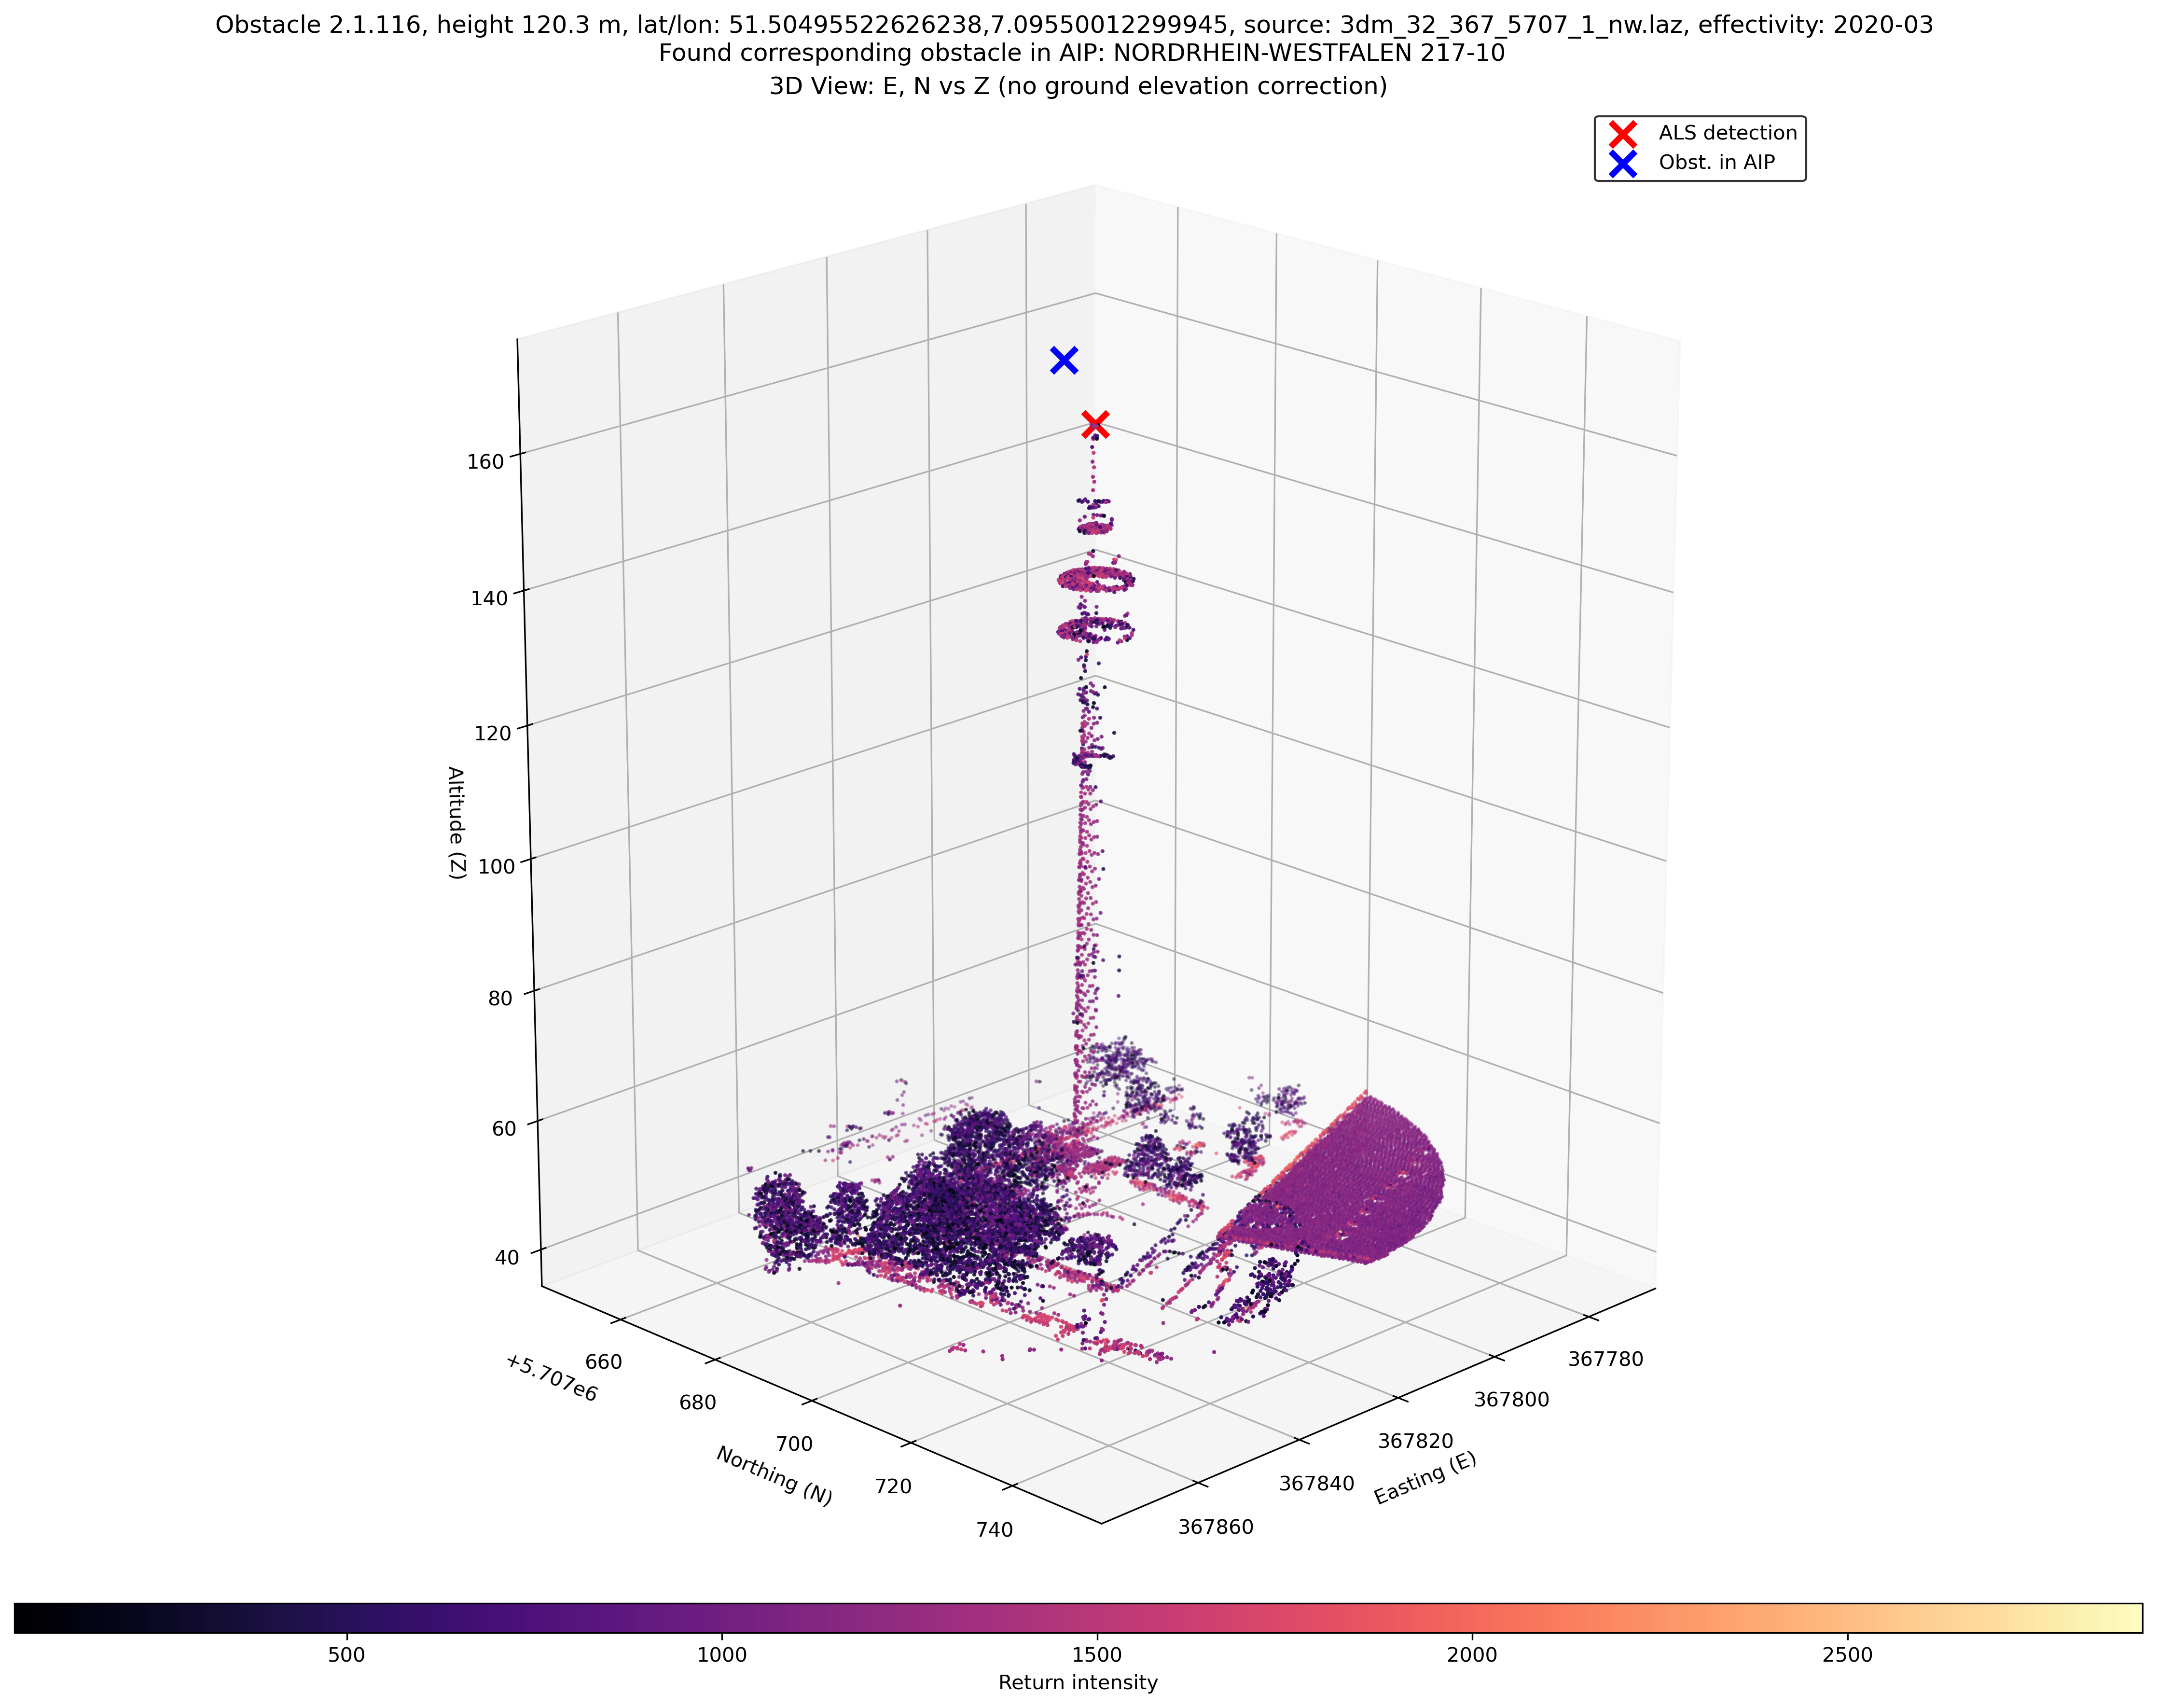 Obstacle 2.1.116, height 120.3 m, lat/lon: 51.50495522626238,7.09550012299945, source: 3dm_32_367_5707_1_nw.laz, effectivity: 2020-03
Found corresponding obstacle in AIP: NORDRHEIN-WESTFALEN 217-10
3D View: E, N vs Z (no ground elevation correction)
ALS detection
Obst. in AIP
160
140
120
100
80
60
40
Altitude (Z)
+5.707e6
660
680
700
720
740
Northing (N)
367780
367800
367820
367840
367860
Easting (E)
500
1000
1500
2000
2500
Return intensity